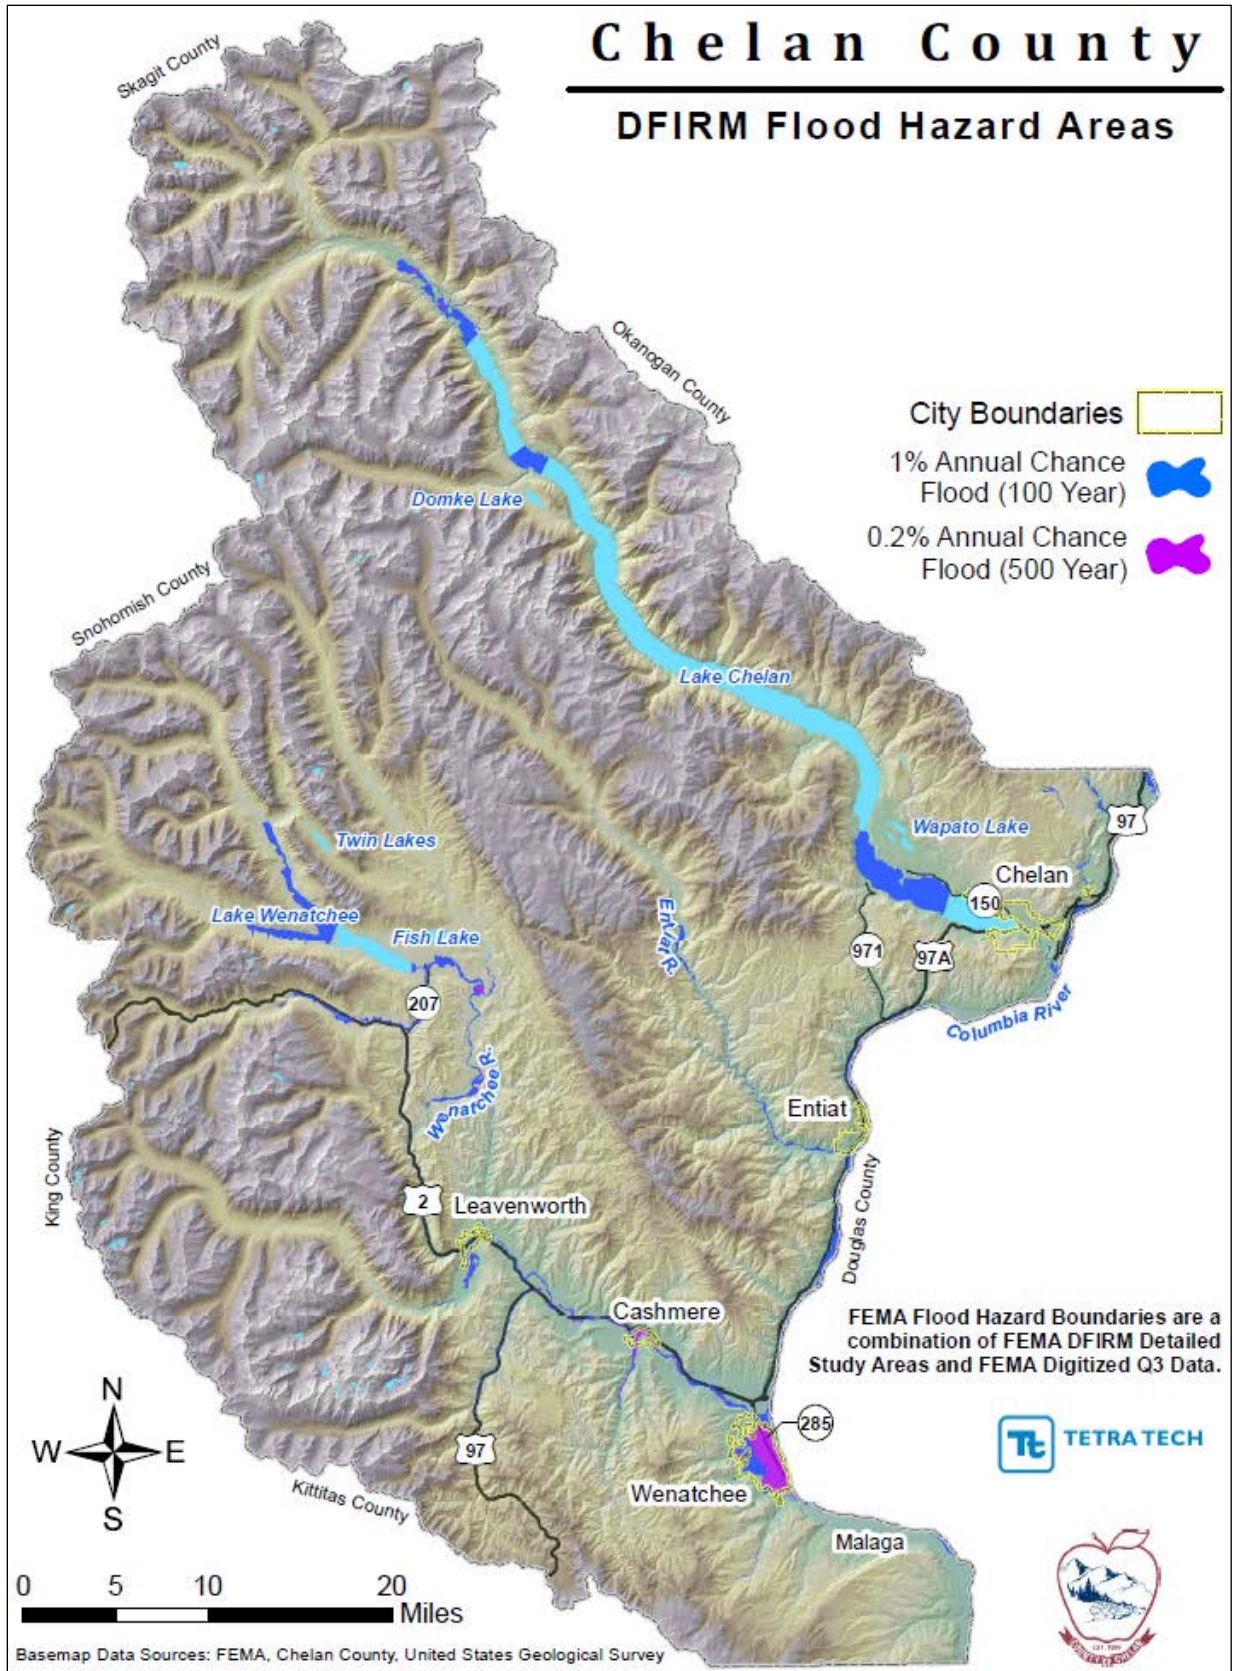 Chelan County
DFIRM Flood Hazard Areas
Skagit County
Okanogan County
City Boundaries
1% Annual Chance
Flood (100 Year)
0.2% Annual Chance
Flood (500 Year)
Domke Lake
Snohomish County
Lake Chelan
Twin Lakes
Wapato Lake
97
Chelan
150
Lake Wenatchee
Fish Lake
Entiat R.
971
97A
207
Columbia River
Wenatchee R.
Entiat
King County
2
Leavenworth
Douglas County
Cashmere
FEMA Flood Hazard Boundaries are a
combination of FEMA DFIRM Detailed
Study Areas and FEMA Digitized Q3 Data.
N
W
E
S
97
285
Tt
TETRA TECH
Wenatchee
Kittitas County
Malaga
0 5 10 20
Miles
Basemap Data Sources: FEMA, Chelan County, United States Geological Survey